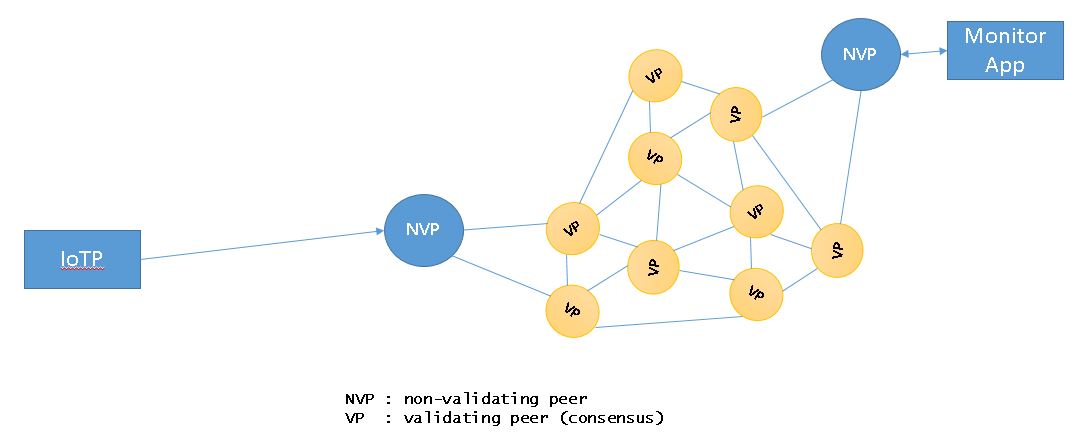 VP
NVP
Monitor
App
VP
VP
VP
NVP
VP
VP
VP
IoTP
VP
VP
NVP : non-validating peer
VP  : validating peer (consensus)